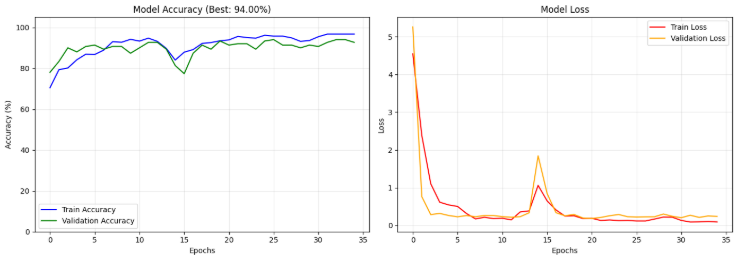 Model Accuracy (Best: 94.00%)
100
80
60
40
20
0
Accuracy (%)
Train Accuracy
Validation Accuracy
0 5 10 15 20 25 30 35
Epochs
Model Loss
5
4
3
2
1
0
Loss
Train Loss
Validation Loss
0 5 10 15 20 25 30 35
Epochs